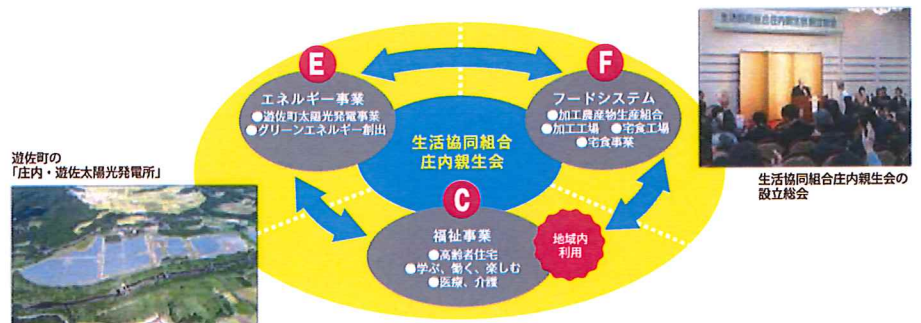 E
エネルギー事業
●遊佐町太陽光発電事業
●グリーンエネルギー創出
F
フードシステム
●加工農産物生産組合
●加工工場 ●宅食工場
●宅食事業
生活協同組合
庄内親生会
C
福祉事業
●高齢者住宅
●学ぶ、働く、楽しむ
●医療、介護
地域内
利用
遊佐町の
「庄内・遊佐太陽光発電所」
生活協同組合庄内親生会の
設立総会